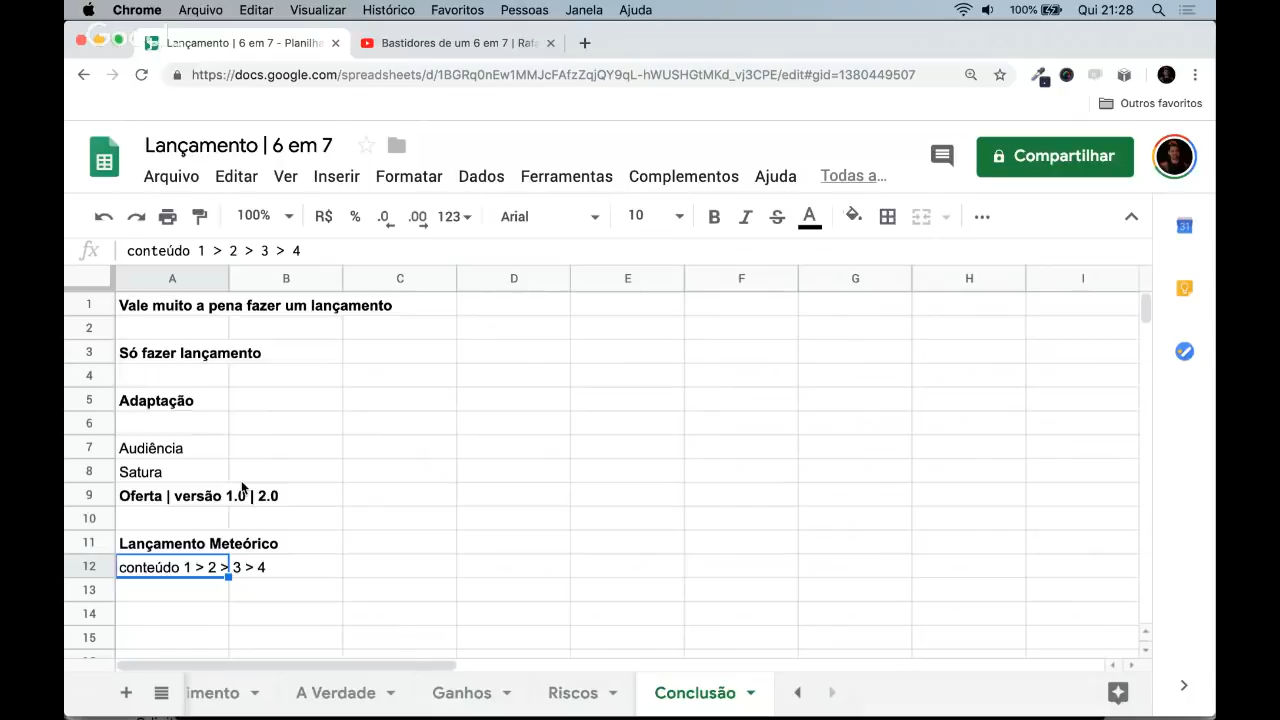 Chrome Arquivo Editar Visualizar Histórico Favoritos Pessoas Janela Ajuda 100% Qui 21:28
Lançamento | 6 em 7 - Planilha Bastidores de um 6 em 7 | Rafa
https://docs.google.com/spreadsheets/d/1BGRq0nEw1MMJcFAfzZqjQY9qL-hWUSHGtMKd_vj3CPE/edit#gid=1380449507
Outros favoritos
Lançamento | 6 em 7
Compartilhar
Arquivo Editar Ver Inserir Formatar Dados Ferramentas Complementos Ajuda Todas a...
100% R$ % .0 .00 123 Arial 10 B I S A ...
fx conteúdo 1 > 2 > 3 > 4
A B C D E F G H I
1 Vale muito a pena fazer um lançamento
2
3 Só fazer lançamento
4
5 Adaptação
6
7 Audiência
8 Satura
9 Oferta | versão 1.0 | 2.0
10
11 Lançamento Meteórico
12 conteúdo 1 > 2 > 3 > 4
13
14
15
imento A Verdade Ganhos Riscos Conclusão
31